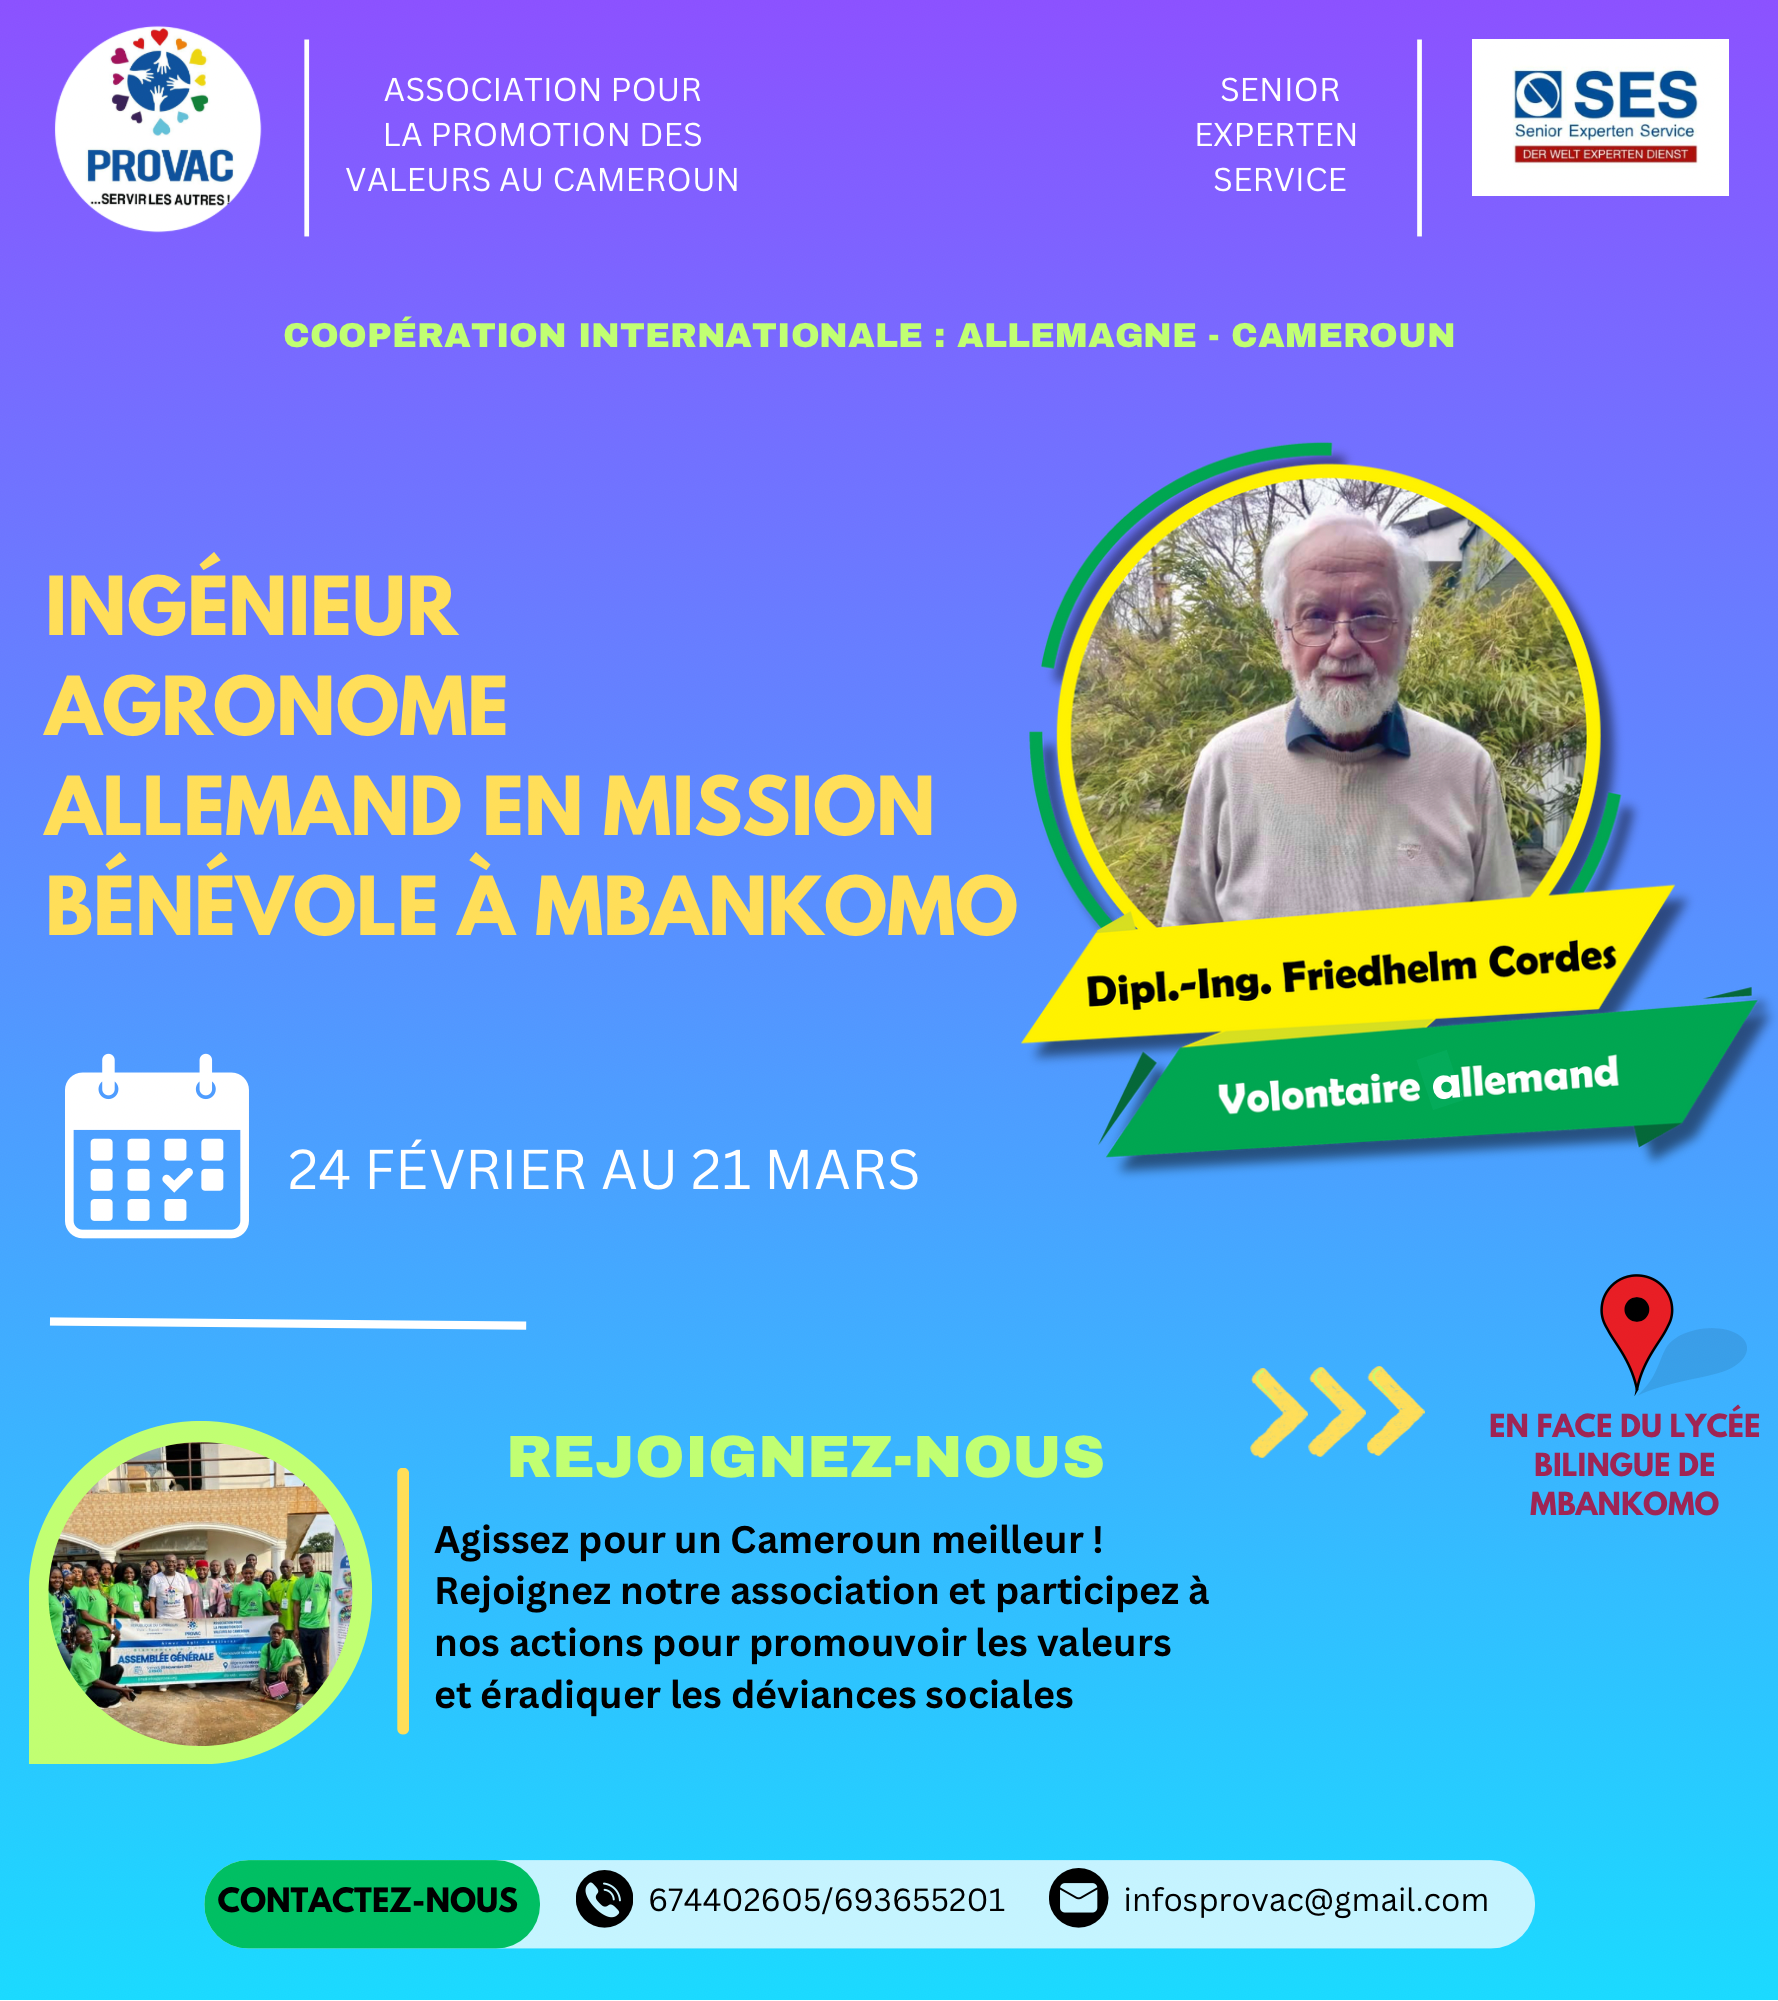 PROVAC
...SERVIR LES AUTRES !
ASSOCIATION POUR
LA PROMOTION DES
VALEURS AU CAMEROUN
SENIOR
EXPERTEN
SERVICE
SES
Senior Experten Service
DER WELT EXPERTEN DIENST
COOPÉRATION INTERNATIONALE : ALLEMAGNE - CAMEROUN
INGÉNIEUR
AGRONOME
ALLEMAND EN MISSION
BÉNÉVOLE À MBANKOMO
Dipl.-Ing. Friedhelm Cordes
Volontaire allemand
24 FÉVRIER AU 21 MARS
EN FACE DU LYCÉE
BILINGUE DE
MBANKOMO
REJOIGNEZ-NOUS
Agissez pour un Cameroun meilleur !
Rejoignez notre association et participez à
nos actions pour promouvoir les valeurs
et éradiquer les déviances sociales
ASSEMBLÉE GÉNÉRALE
CONTACTEZ-NOUS
674402605/693655201
infosprovac@gmail.com